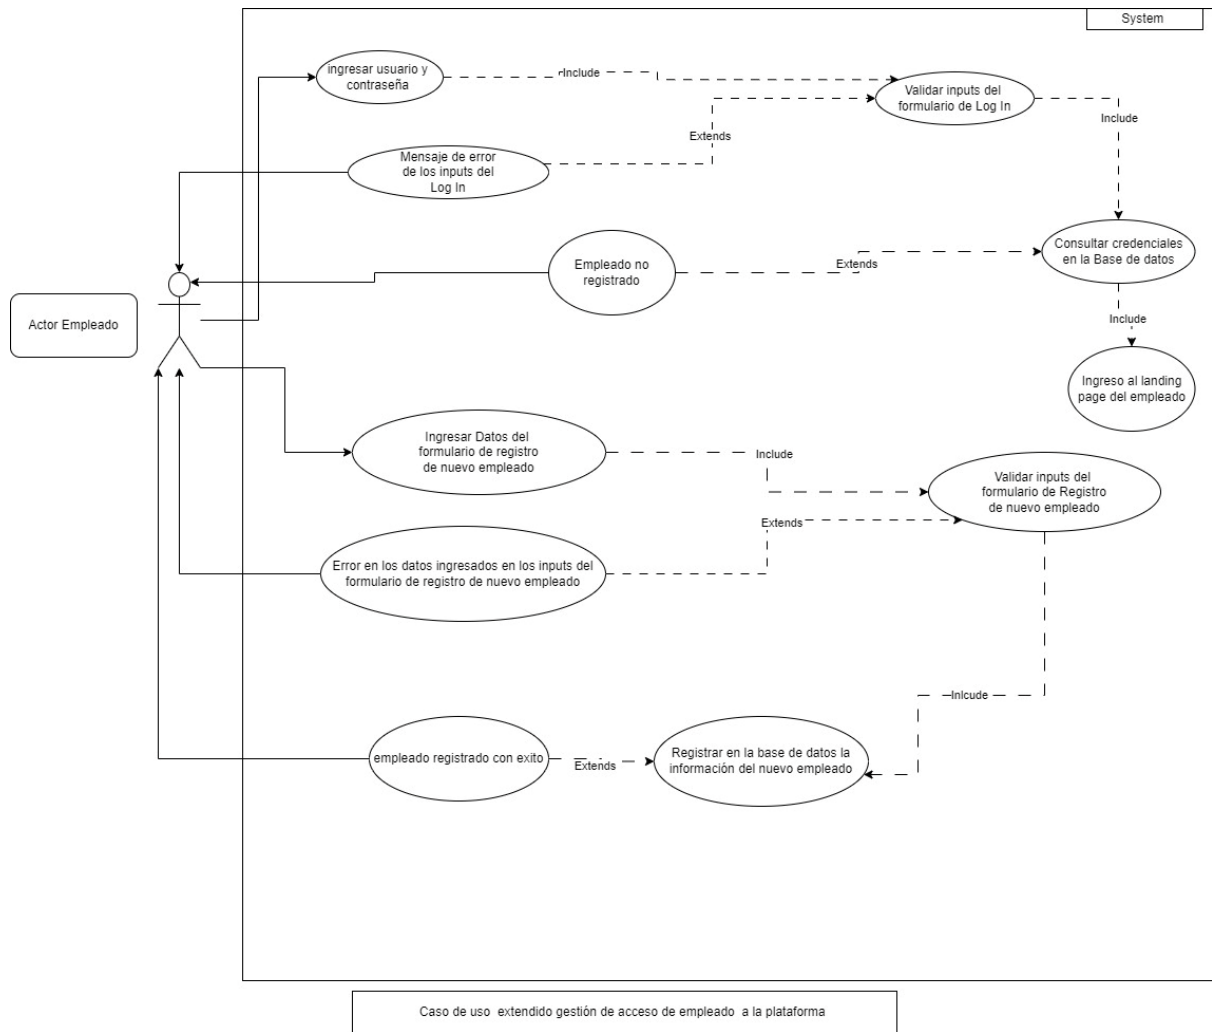 System
ingresar usuario y
contraseña
Include
Validar inputs del
formulario de Log In
Include
Extends
Mensaje de error
de los inputs del
Log In
Consultar credenciales
en la Base de datos
Empleado no
registrado
Extends
Actor Empleado
Include
Ingreso al landing
page del empleado
Ingresar Datos del
formulario de registro
de nuevo empleado
Include
Validar inputs del
formulario de Registro
de nuevo empleado
Extends
Error en los datos ingresados en los inputs del
formulario de registro de nuevo empleado
Inlcude
empleado registrado con exito
Extends
Registrar en la base de datos la
información del nuevo empleado
Caso de uso extendido gestión de acceso de empleado a la plataforma